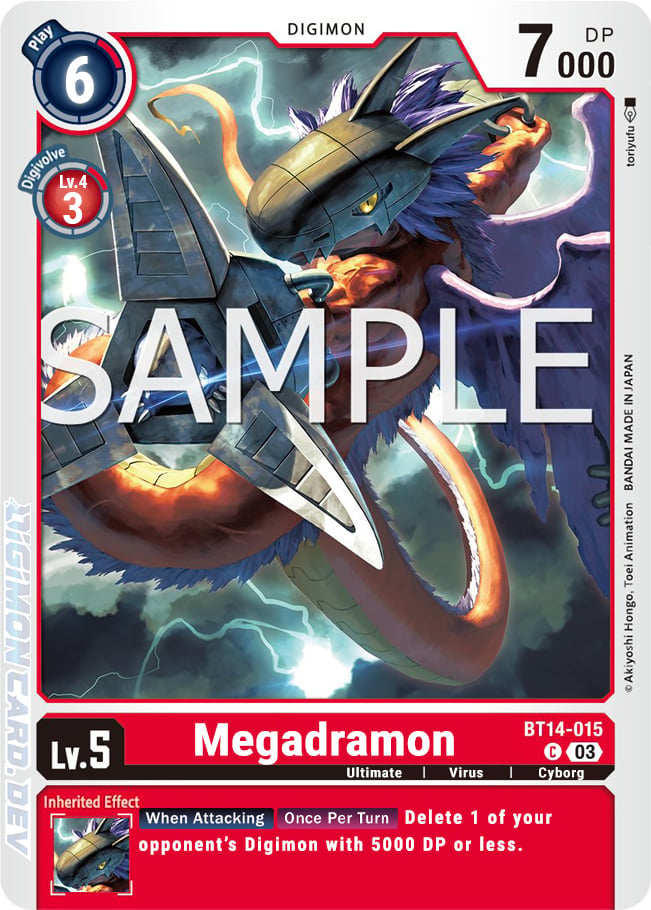 Play
6
DIGIMON
7000
DP
Digivolve
Lv.4
3
toriyufu
SAMPLE
© Akiyoshi Hongo, Toei Animation BANDAI MADE IN JAPAN
DIGIMONCARD.DEV
Lv.5
Megadramon
BT14-015
C 03
Ultimate | Virus | Cyborg
Inherited Effect
When Attacking Once Per Turn Delete 1 of your
opponent's Digimon with 5000 DP or less.